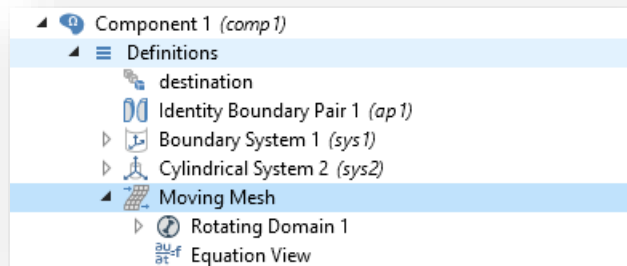 Component 1 (comp1)
Definitions
destination
Identity Boundary Pair 1 (ap1)
Boundary System 1 (sys1)
Cylindrical System 2 (sys2)
Moving Mesh
Rotating Domain 1
Equation View